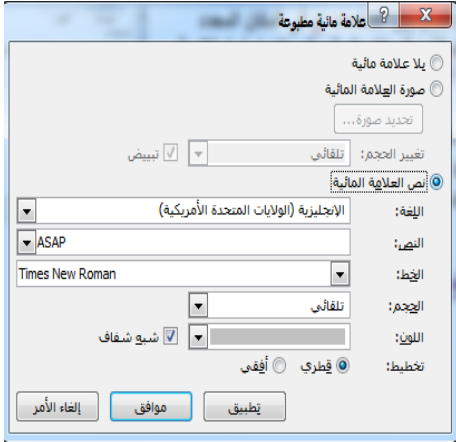 علامة مائية مطبوعة
بلا علامة مائية
صورة العلامة المائية
تحديد صورة...
تغيير الحجم: تلقائي تبييض
نص العلامة المائية
اللغة: الإنجليزية (الولايات المتحدة الأمريكية)
النص: ASAP
الخط: Times New Roman
الحجم: تلقائي
اللون: شبه شفاف
تخطيط: قطري أفقي
تطبيق موافق إلغاء الأمر